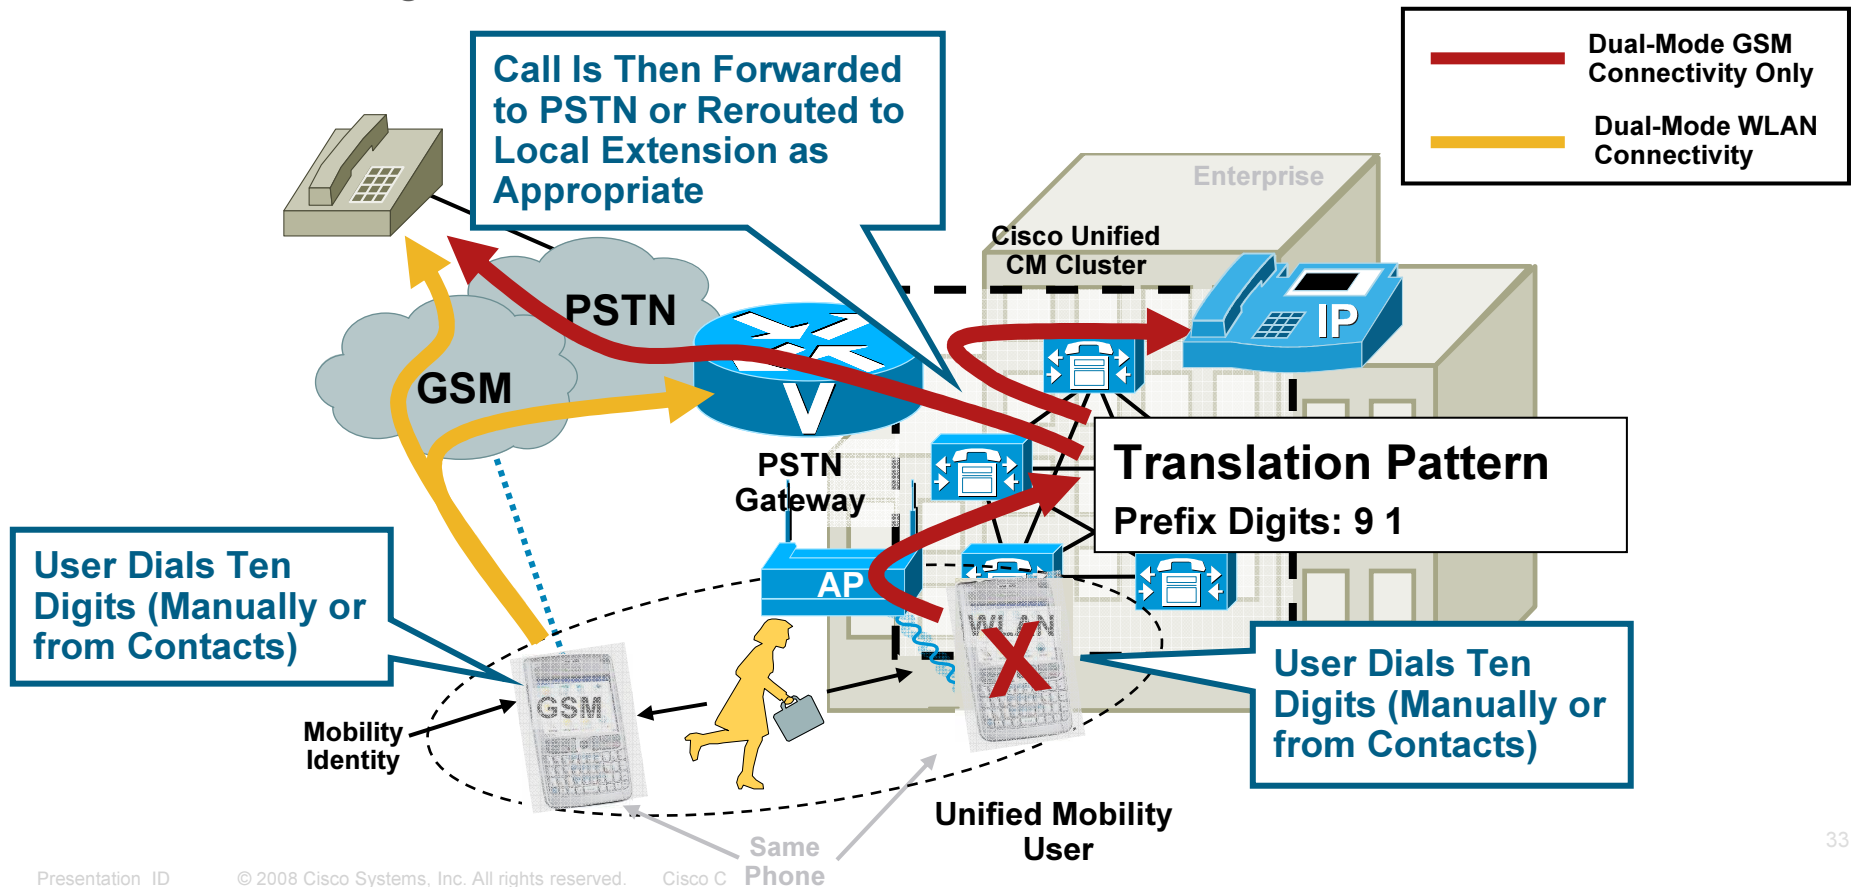 Dual-Mode GSM
Connectivity Only
Dual-Mode WLAN
Connectivity
Call Is Then Forwarded
to PSTN or Rerouted to
Local Extension as
Appropriate
Enterprise
Cisco Unified
CM Cluster
IP
PSTN
GSM
V
PSTN
Gateway
Translation Pattern
Prefix Digits: 9 1
User Dials Ten
Digits (Manually or
from Contacts)
AP
WLAN
X
GSM
User Dials Ten
Digits (Manually or
from Contacts)
Mobility
Identity
Unified Mobility
User
Same
Phone
33
Presentation_ID
© 2008 Cisco Systems, Inc. All rights reserved.
Cisco C